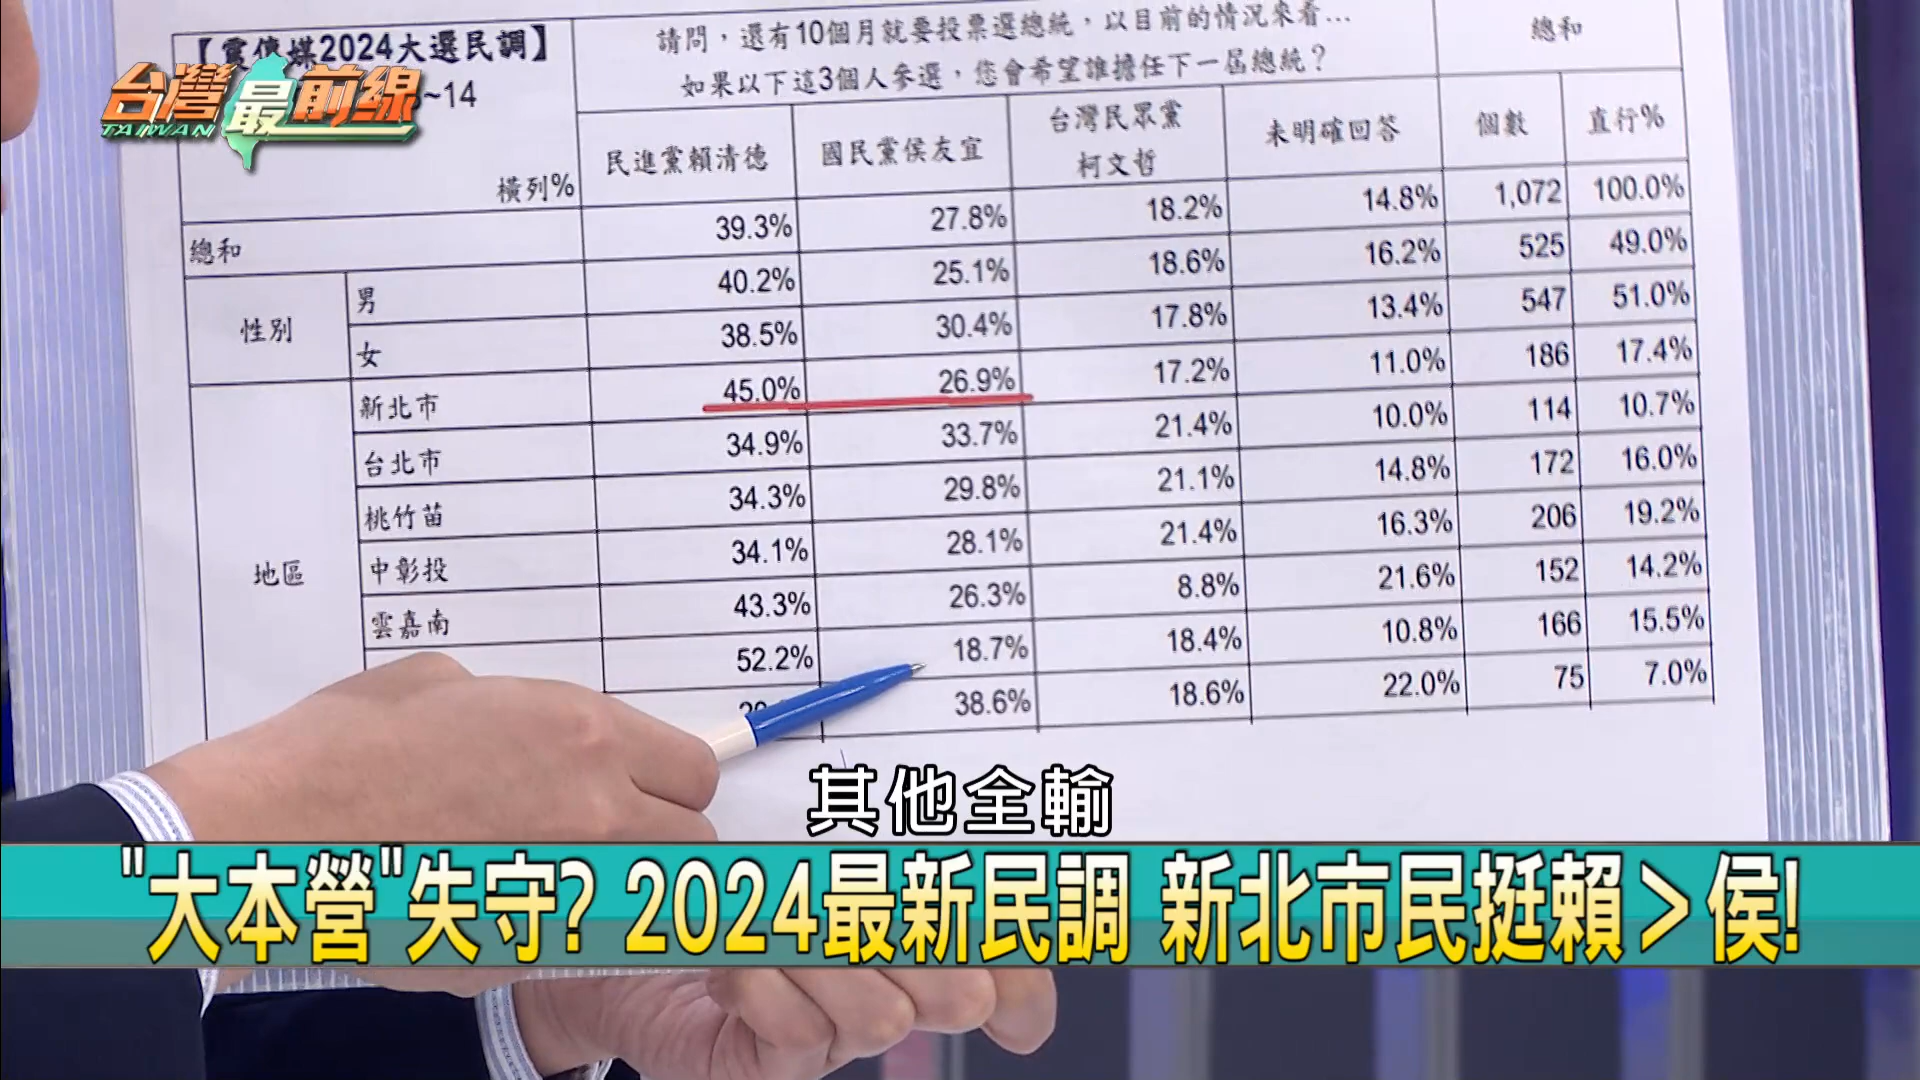 【震傳媒2024大選民調】
~14
台灣最前線
TAIWAN
請問，還有10個月就要投票選總統，以目前的情況來看...
如果以下這3個人參選，您會希望誰擔任下一屆總統？
總和
橫列%
民進黨賴清德
國民黨侯友宜
台灣民眾黨
柯文哲
未明確回答
個數
直行%
總和 39.3% 27.8% 18.2% 14.8% 1,072 100.0%
性別
男 40.2% 25.1% 18.6% 16.2% 525 49.0%
女 38.5% 30.4% 17.8% 13.4% 547 51.0%
地區
新北市 45.0% 26.9% 17.2% 11.0% 186 17.4%
台北市 34.9% 33.7% 21.4% 10.0% 114 10.7%
桃竹苗 34.3% 29.8% 21.1% 14.8% 172 16.0%
中彰投 34.1% 28.1% 21.4% 16.3% 206 19.2%
雲嘉南 43.3% 26.3% 8.8% 21.6% 152 14.2%
52.2% 18.7% 18.4% 10.8% 166 15.5%
38.6% 18.6% 22.0% 75 7.0%
其他全輸
"大本營"失守? 2024最新民調 新北市民挺賴＞侯!